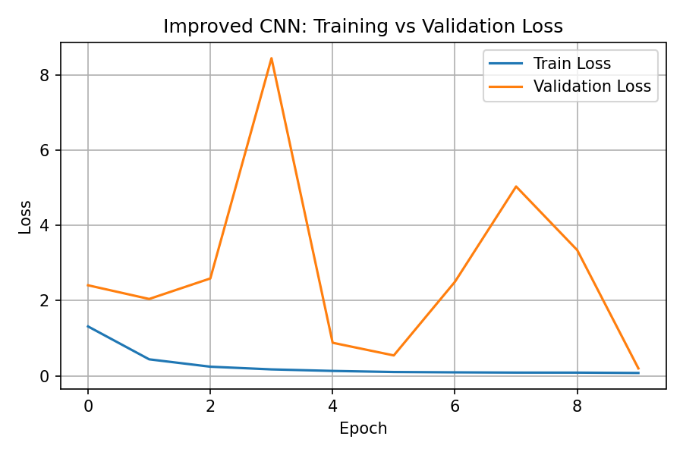 Improved CNN: Training vs Validation Loss
Train Loss
Validation Loss
8
6
4
2
0
Loss
0 2 4 6 8
Epoch